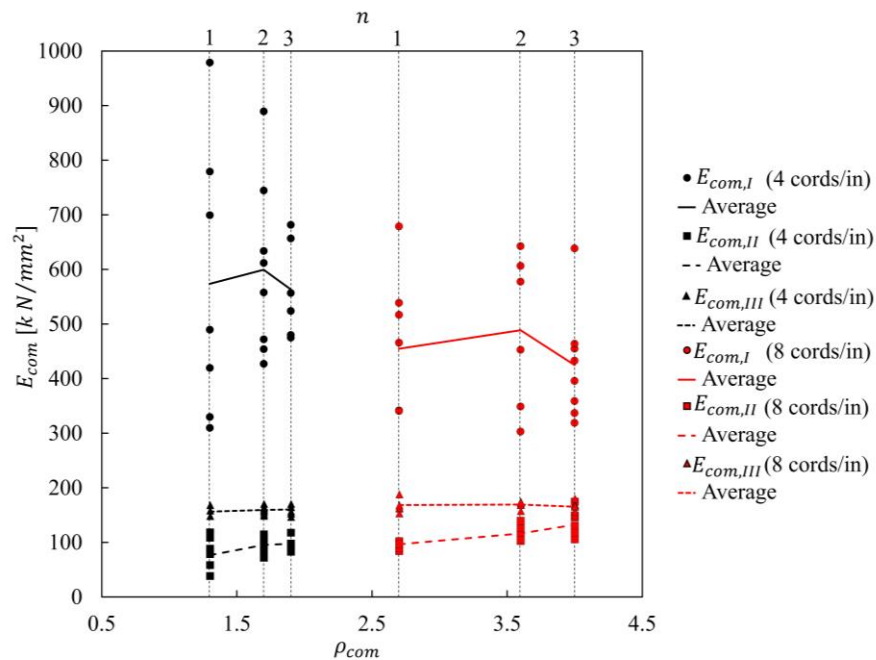 n
1 2 3 1 2 3
1000
900
800
700
600
500
400
300
200
100
0
E_com [k N/mm²]
0.5 1.5 2.5 3.5 4.5
ρ_com
E_com,I (4 cords/in)
Average
E_com,II (4 cords/in)
Average
E_com,III (4 cords/in)
Average
E_com,I (8 cords/in)
Average
E_com,II (8 cords/in)
Average
E_com,III (8 cords/in)
Average